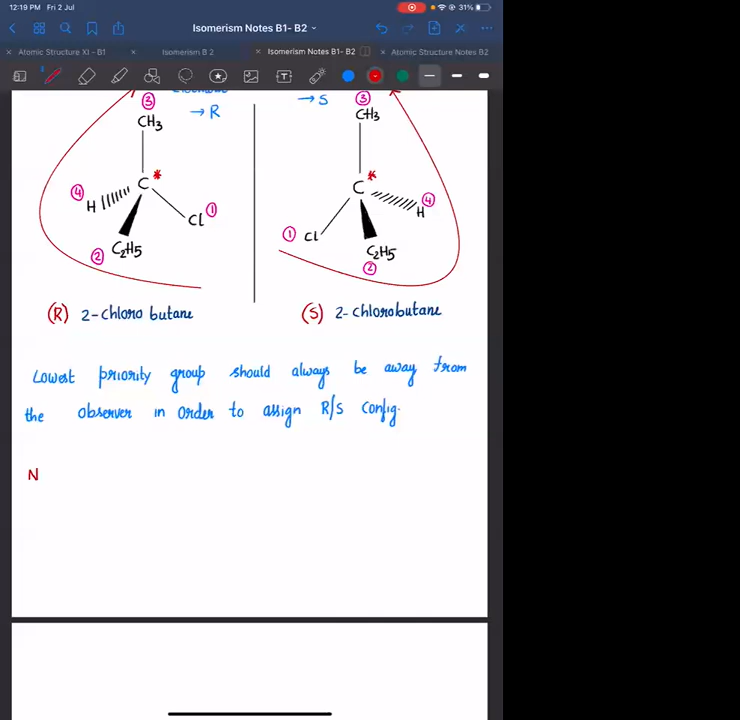 12:19 PM Fri 2 Jul
31%
Isomerism Notes B1- B2
Atomic Structure XI - B1
Isomerism B 2
Isomerism Notes B1- B2
Atomic Structure Notes B2
→ R
→ S
③
CH3
③
CH3
④
H
C*
Cl
①
②
C2H5
C*
④
H
①
Cl
C2H5
②
(R) 2-chloro butane
(S) 2-chlorobutane
Lowest priority group should always be away from
the observer in order to assign R/S config.
N